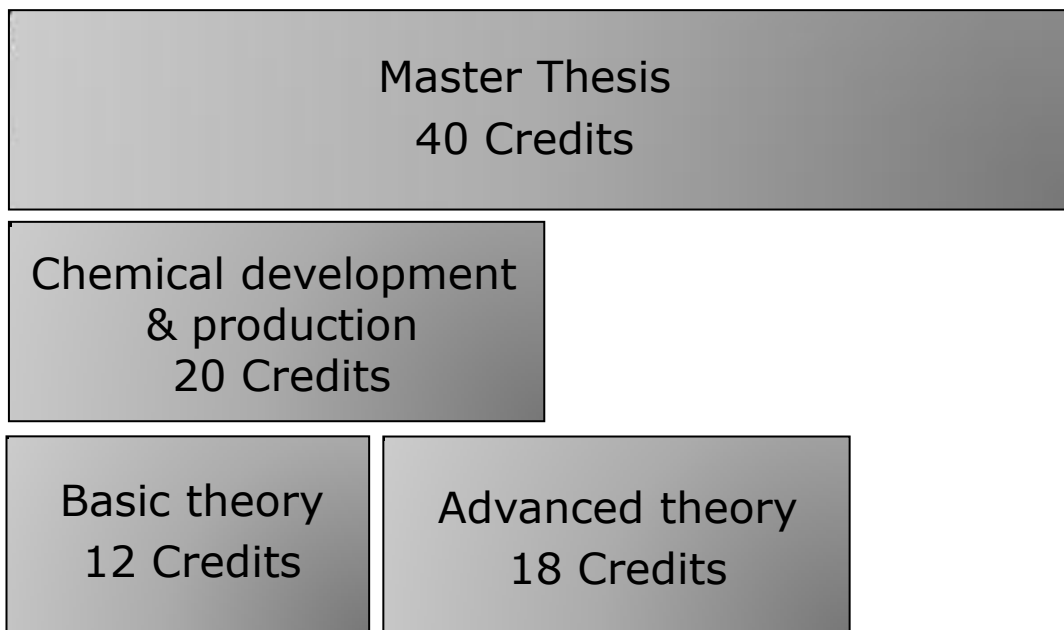 Master Thesis
40 Credits
Chemical development
& production
20 Credits
Basic theory
12 Credits
Advanced theory
18 Credits